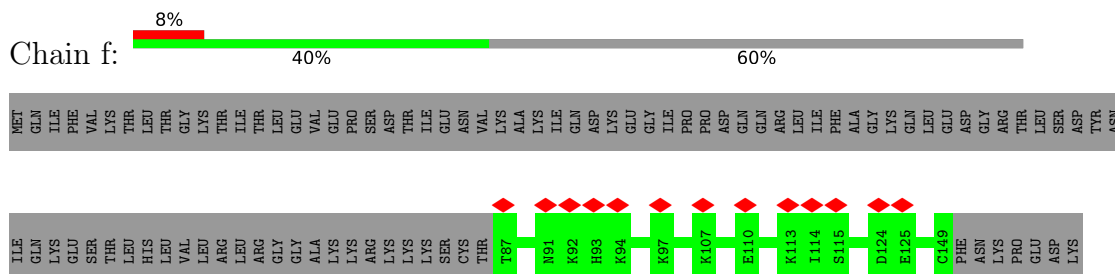 8%
Chain f:
40% 60%
MET GLN ILE PHE VAL LYS THR LEU THR GLY LYS THR ILE THR LEU GLU VAL GLU PRO SER ASP THR ILE GLU ASN VAL LYS ALA LYS ILE GLN ASP LYS GLU GLY ILE PRO PRO ASP GLN GLN ARG LEU ILE PHE ALA GLY LYS GLN LEU GLU ASP GLY ARG THR LEU SER ASP TYR ASN
ILE GLN LYS GLU SER THR LEU HIS LEU VAL LEU ARG LEU ARG GLY GLY ALA LYS LYS ARG LYS LYS LYS SER CYS THR T87 N91 K92 H93 K94 K97 K107 E110 K113 I114 S115 D124 E125 C149 PHE ASN LYS PRO GLU ASP LYS